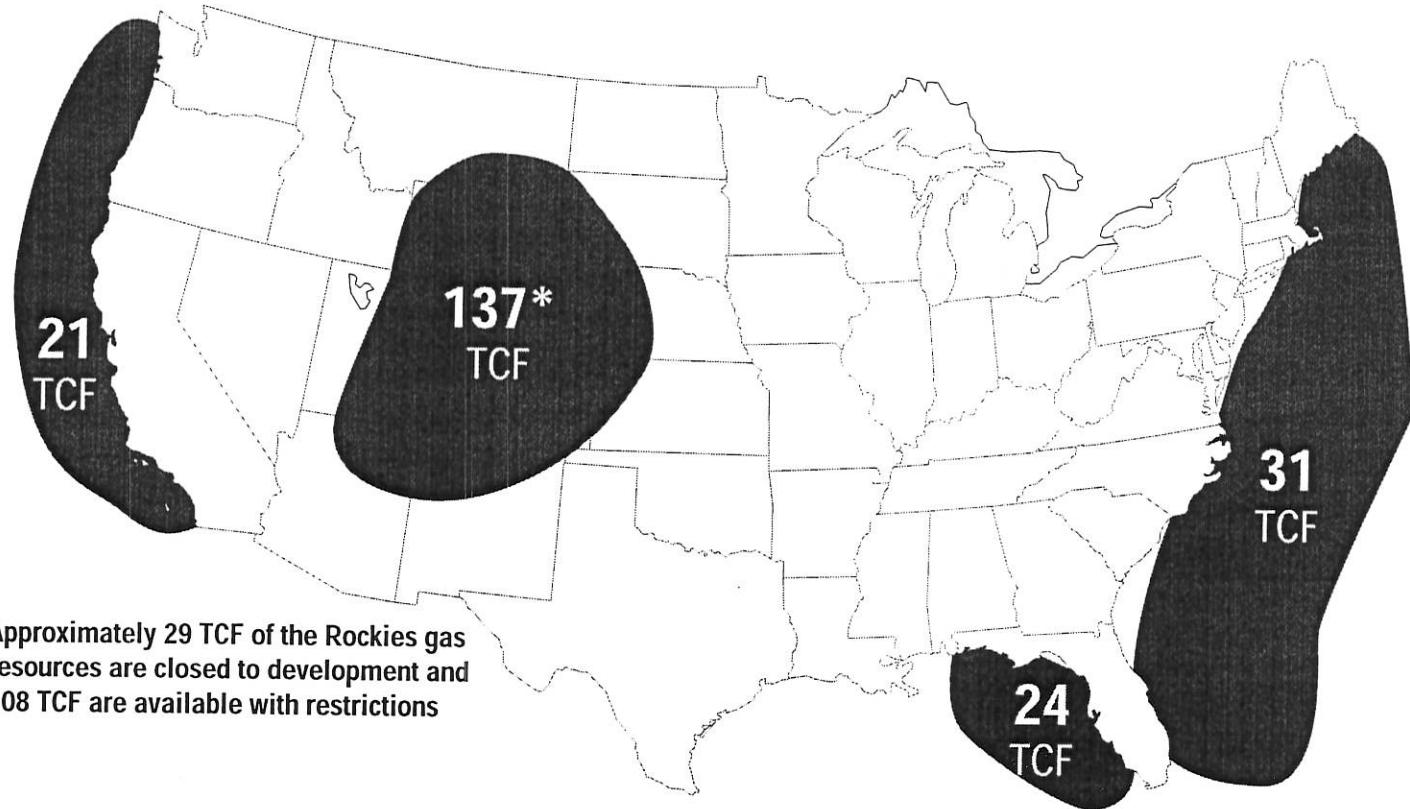 21
TCF
137*
TCF
31
TCF
24
TCF
pproximately 29 TCF of the Rockies gas
esources are closed to development and
08 TCF are available with restrictions